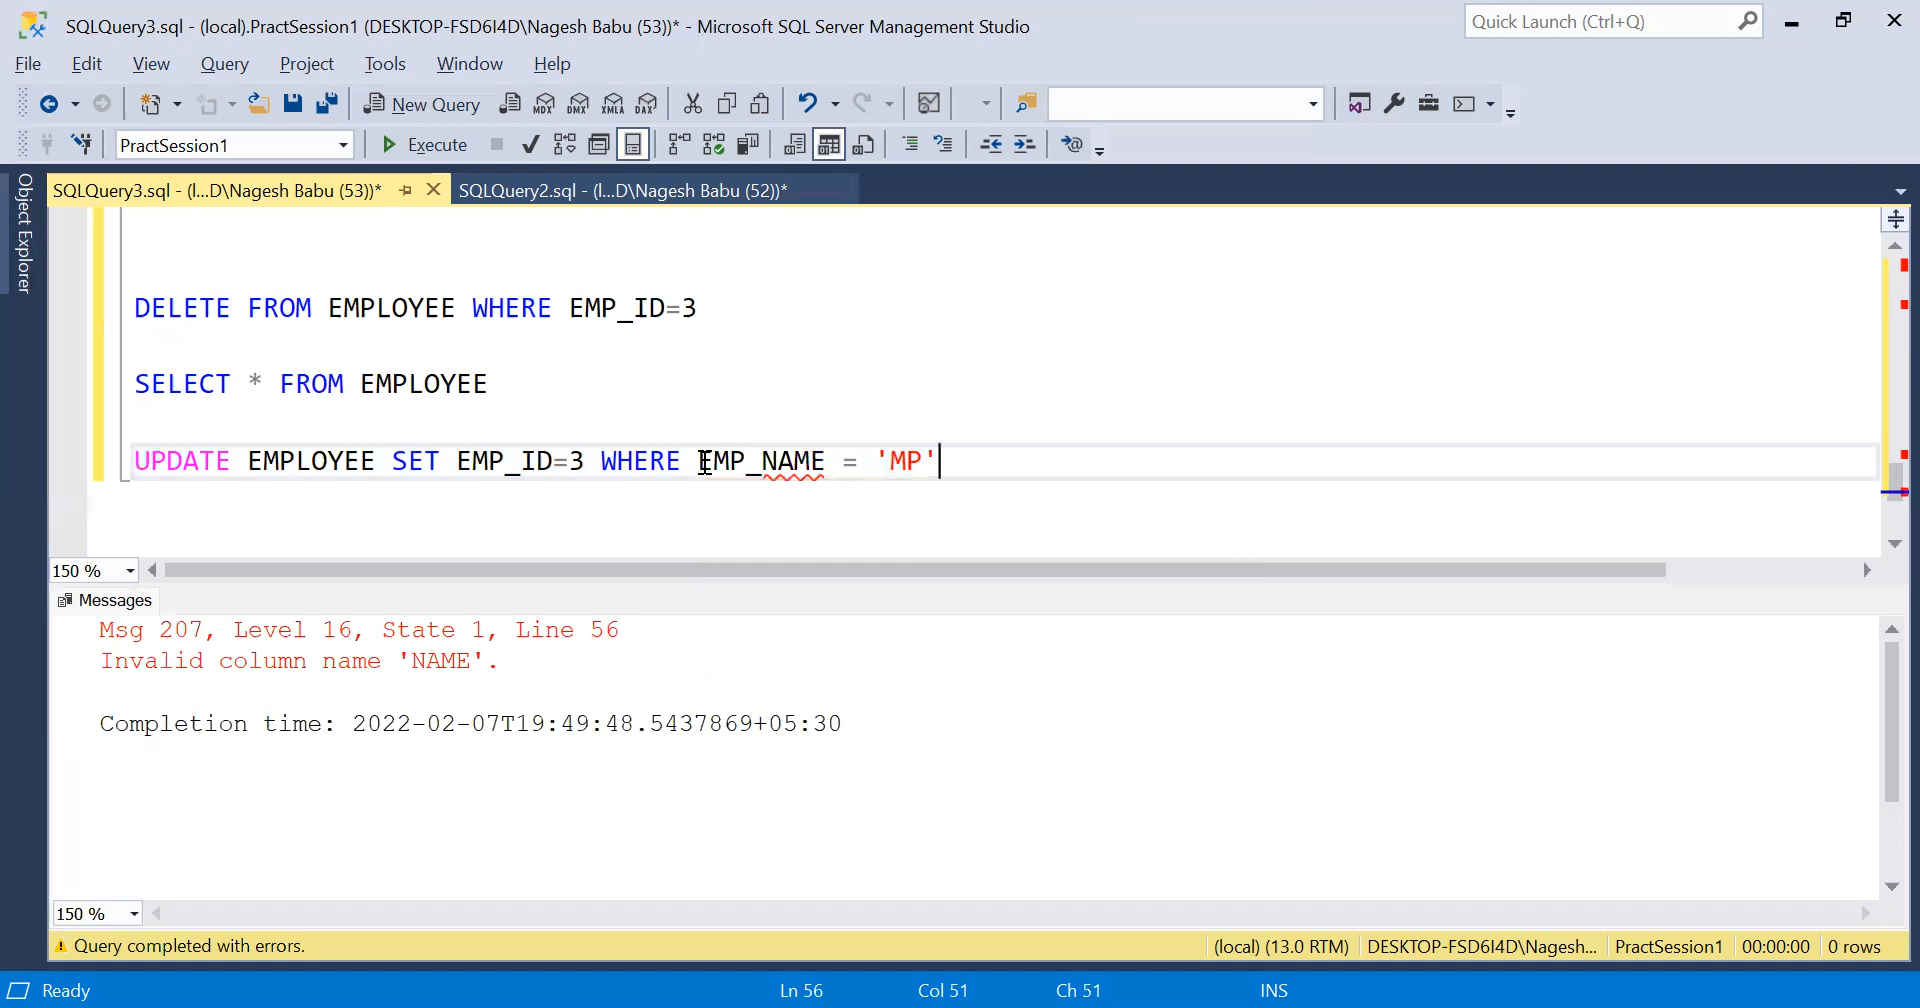 SQLQuery3.sql - (local).PractSession1 (DESKTOP-FSD6I4D\Nagesh Babu (53))* - Microsoft SQL Server Management Studio
Quick Launch (Ctrl+Q)
File Edit View Query Project Tools Window Help
New Query MDX DMX XMLA DAX
PractSession1 Execute
SQLQuery3.sql - (l...D\Nagesh Babu (53))* SQLQuery2.sql - (l...D\Nagesh Babu (52))*
Object Explorer
DELETE FROM EMPLOYEE WHERE EMP_ID=3
SELECT * FROM EMPLOYEE
UPDATE EMPLOYEE SET EMP_ID=3 WHERE EMP_NAME = 'MP'
150 %
Messages
Msg 207, Level 16, State 1, Line 56
Invalid column name 'NAME'.
Completion time: 2022-02-07T19:49:48.5437869+05:30
150 %
Query completed with errors. (local) (13.0 RTM) DESKTOP-FSD6I4D\Nagesh... PractSession1 00:00:00 0 rows
Ready Ln 56 Col 51 Ch 51 INS